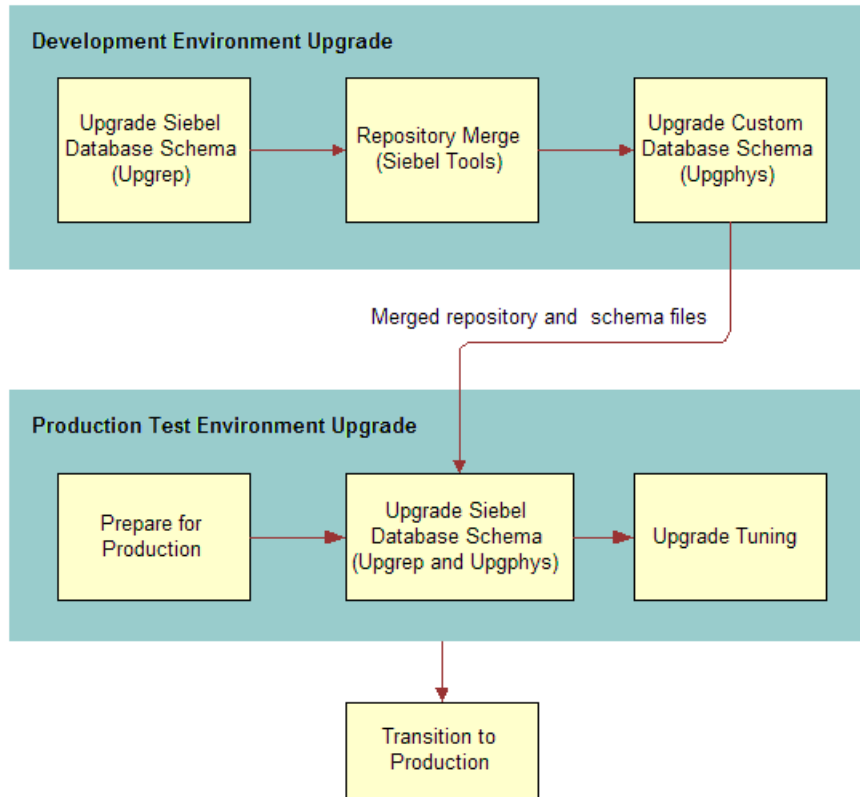 Development Environment Upgrade
Upgrade Siebel
Database Schema
(Upgrep)
Repository Merge
(Siebel Tools)
Upgrade Custom
Database Schema
(Upgphys)
Merged repository and schema files
Production Test Environment Upgrade
Prepare for
Production
Upgrade Siebel
Database Schema
(Upgrep and Upgphys)
Upgrade Tuning
Transition to
Production